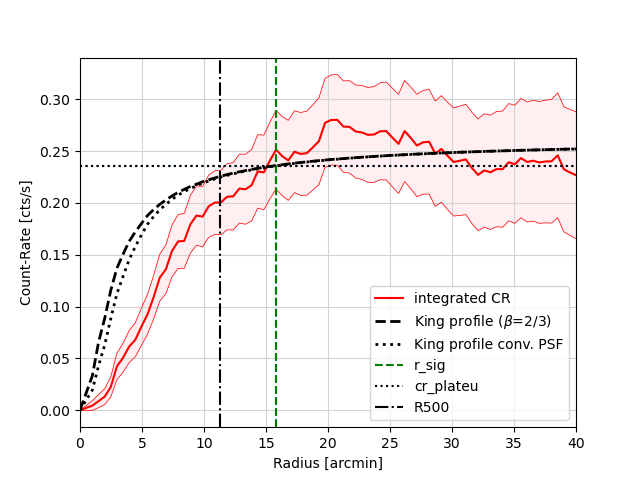 0.30
0.25
0.20
0.15
0.10
0.05
0.00
Count-Rate [cts/s]
integrated CR
King profile (β=2/3)
King profile conv. PSF
r_sig
cr_plateu
R500
0 5 10 15 20 25 30 35 40
Radius [arcmin]